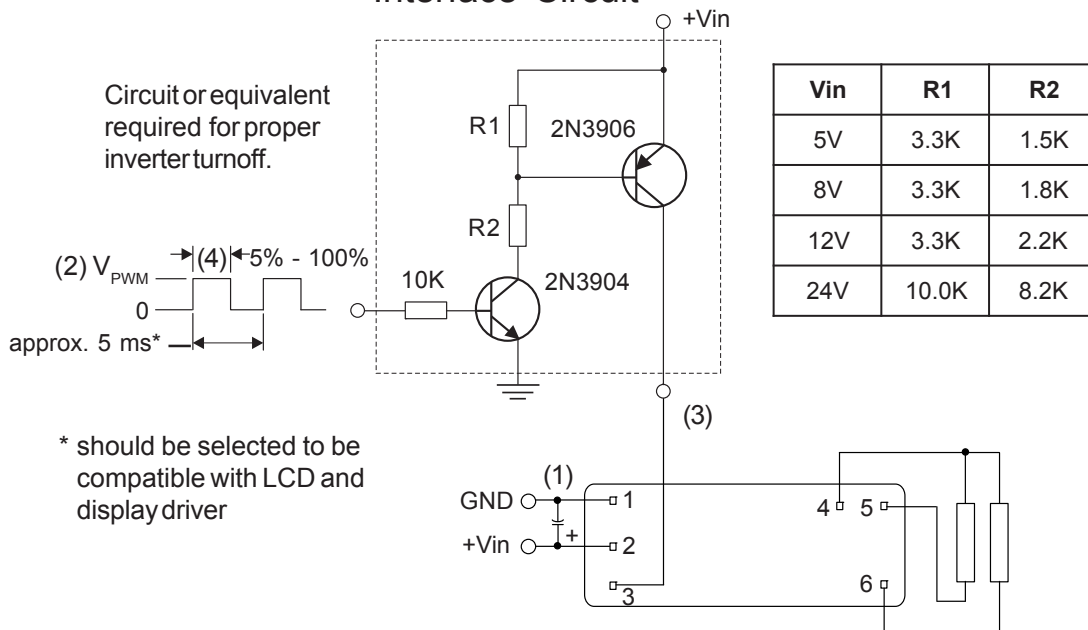 Interface Circuit
+Vin
Circuit or equivalent
required for proper
inverter turnoff.
R1
2N3906
R2
(2) VPWM
(4)
5% - 100%
0
approx. 5 ms*
10K
2N3904
Vin R1 R2
5V 3.3K 1.5K
8V 3.3K 1.8K
12V 3.3K 2.2K
24V 10.0K 8.2K
* should be selected to be
compatible with LCD and
display driver
(3)
(1)
GND
+Vin
+
1
2
3
4
5
6